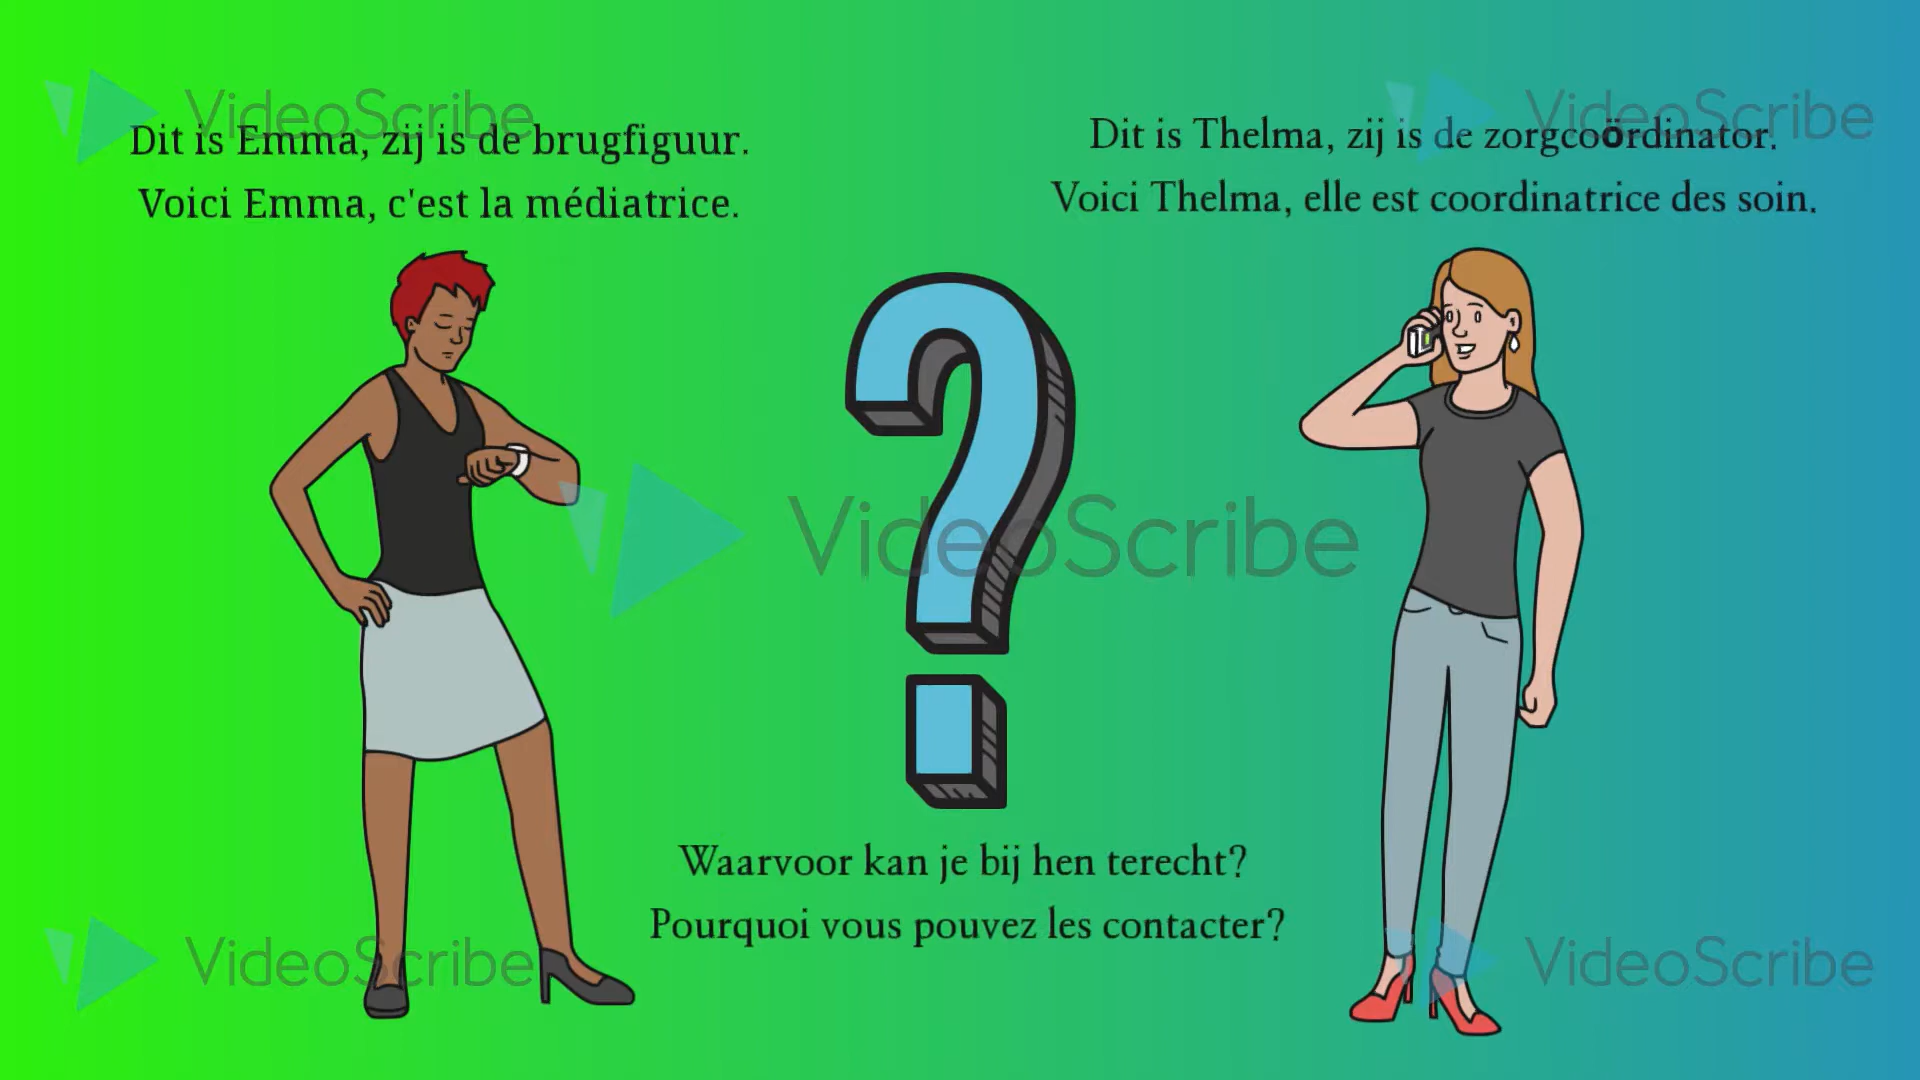 VideoScribe
VideoScribe
Dit is Emma, zij is de brugfiguur.
Voici Emma, c'est la médiatrice.
Dit is Thelma, zij is de zorgcoördinator.
Voici Thelma, elle est coordinatrice des soin.
VideoScribe
Waarvoor kan je bij hen terecht?
Pourquoi vous pouvez les contacter?
VideoScribe
VideoScribe